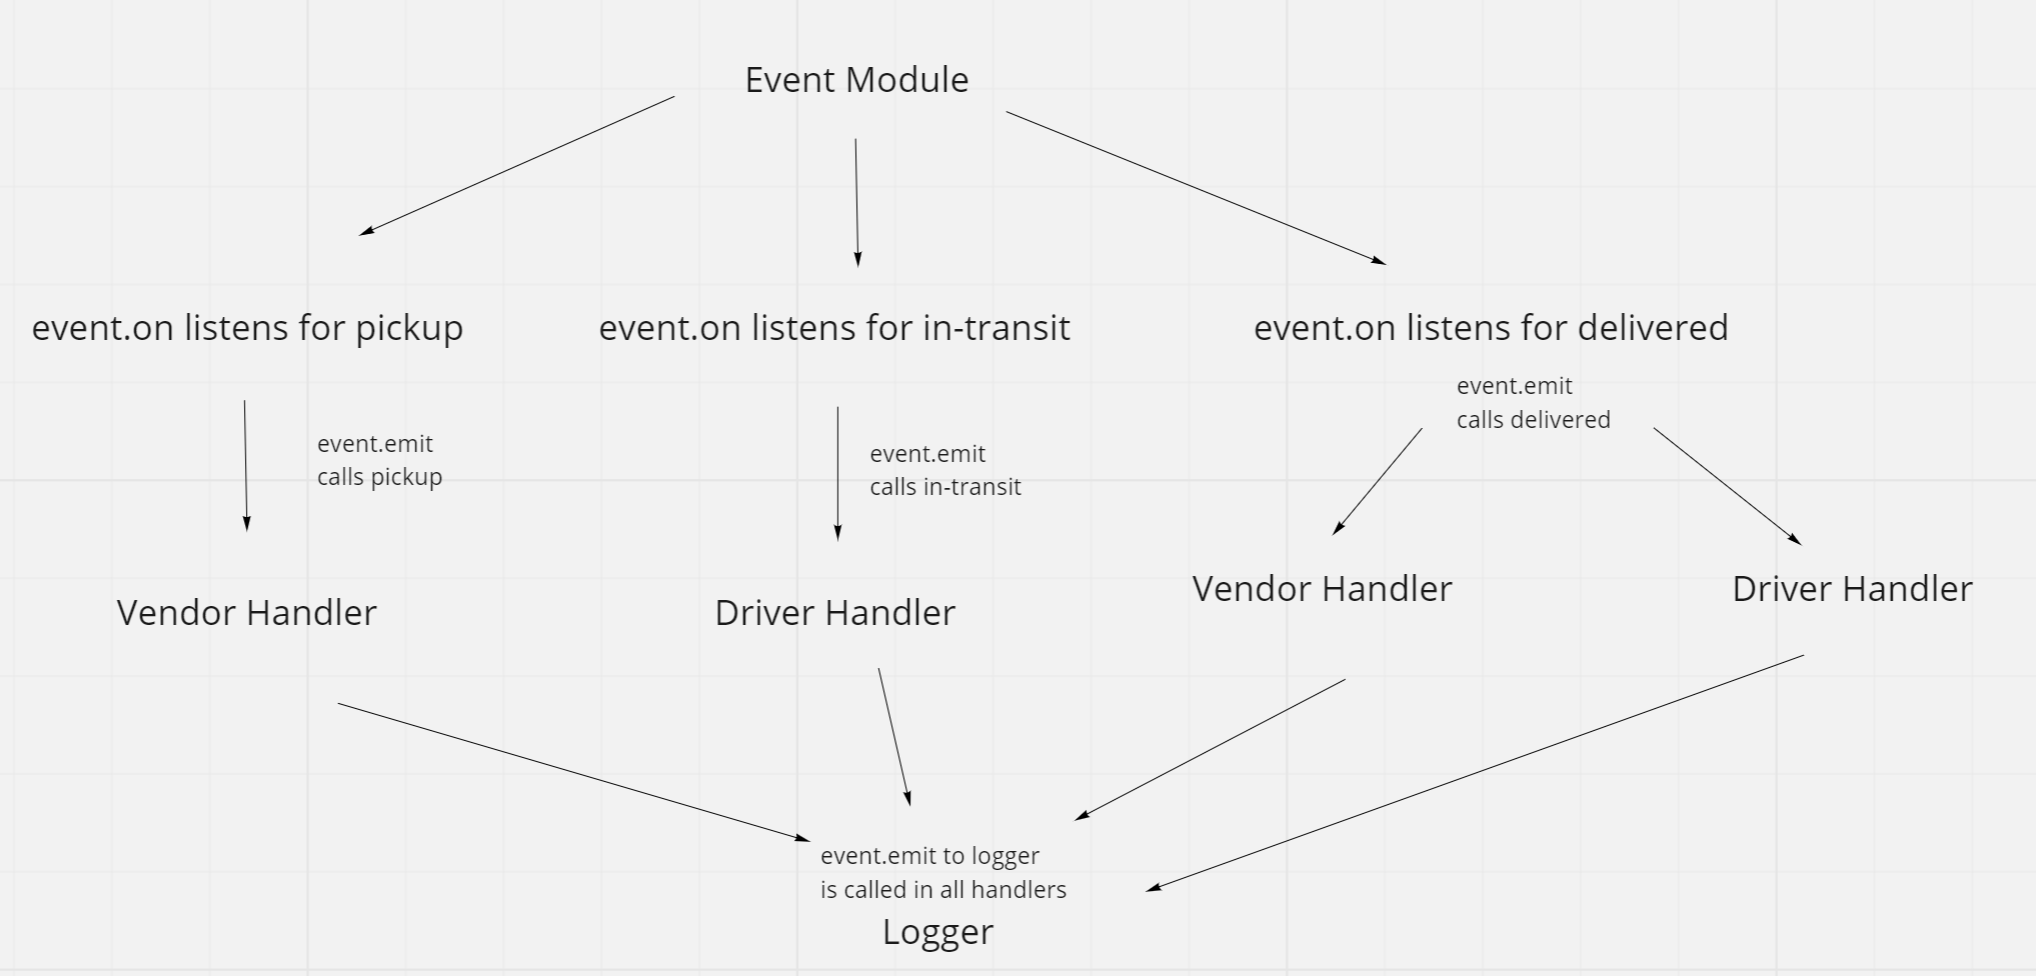 Event Module
event.on listens for pickup
event.on listens for in-transit
event.on listens for delivered
event.emit
calls pickup
event.emit
calls in-transit
event.emit
calls delivered
Vendor Handler
Driver Handler
Vendor Handler
Driver Handler
event.emit to logger
is called in all handlers
Logger